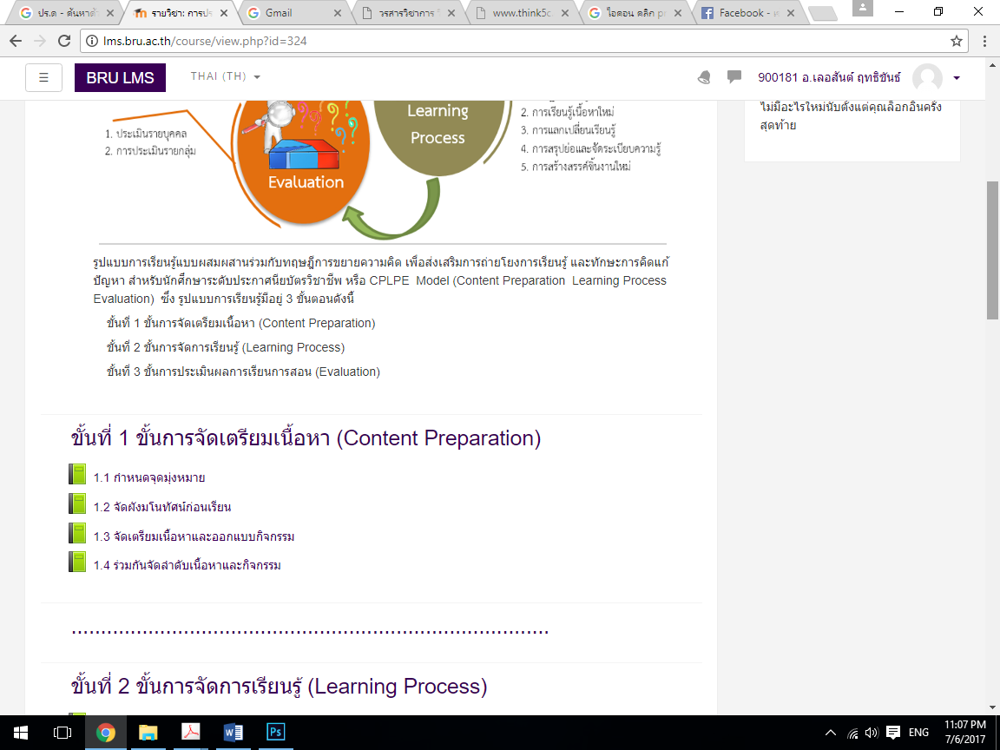 ปร.ด - ค้นหาด้ว
รายวิชา: การปร
Gmail
วารสารวิชาการ
www.think5c
ไอคอน คลิก p
Facebook -
lms.bru.ac.th/course/view.php?id=324
BRU LMS
THAI (TH)
900181 อ.เลอสันต์ ฤทธิขันธ์
ไม่มีอะไรใหม่นับตั้งแต่คุณล็อกอินครั้ง
สุดท้าย
1. ประเมินรายบุคคล
2. การประเมินรายกลุ่ม
Evaluation
Learning
Process
2. การเรียนรู้เนื้อหาใหม่
3. การแลกเปลี่ยนเรียนรู้
4. การสรุปย่อและจัดระเบียบความรู้
5. การสร้างสรรค์ชิ้นงานใหม่
รูปแบบการเรียนรู้แบบผสมผสานร่วมกับทฤษฎีการขยายความคิด เพื่อส่งเสริมการถ่ายโยงการเรียนรู้ และทักษะการคิดแก้
ปัญหา สำหรับนักศึกษาระดับประกาศนียบัตรวิชาชีพ หรือ CPLPE Model (Content Preparation Learning Process
Evaluation) ซึ่ง รูปแบบการเรียนรู้มีอยู่ 3 ขั้นตอนดังนี้
ขั้นที่ 1 ขั้นการจัดเตรียมเนื้อหา (Content Preparation)
ขั้นที่ 2 ขั้นการจัดการเรียนรู้ (Learning Process)
ขั้นที่ 3 ขั้นการประเมินผลการเรียนการสอน (Evaluation)
ขั้นที่ 1 ขั้นการจัดเตรียมเนื้อหา (Content Preparation)
1.1 กำหนดจุดมุ่งหมาย
1.2 จัดผังมโนทัศน์ก่อนเรียน
1.3 จัดเตรียมเนื้อหาและออกแบบกิจกรรม
1.4 ร่วมกันจัดลำดับเนื้อหาและกิจกรรม
................................................................................
ขั้นที่ 2 ขั้นการจัดการเรียนรู้ (Learning Process)
ENG
11:07 PM
7/6/2017